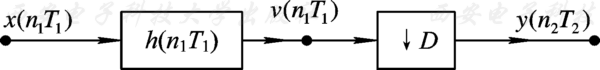 x(n₁T₁)
h(n₁T₁)
v(n₁T₁)
↓ D
y(n₂T₂)